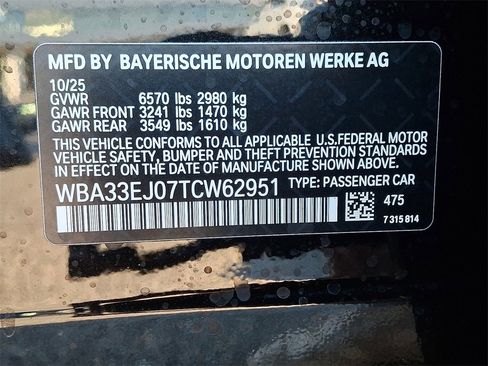 MFD BY BAYERISCHE MOTOREN WERKE AG
10/25
GVWR 6570 lbs 2980 kg
GAWR FRONT 3241 lbs 1470 kg
GAWR REAR 3549 lbs 1610 kg
THIS VEHICLE CONFORMS TO ALL APPLICABLE U.S.FEDERAL MOTOR
VEHICLE SAFETY, BUMPER AND THEFT PREVENTION STANDARDS
IN EFFECT ON THE DATE OF MANUFACTURE SHOWN ABOVE.
WBA33EJ07TCW62951 TYPE: PASSENGER CAR
475
7 315 814